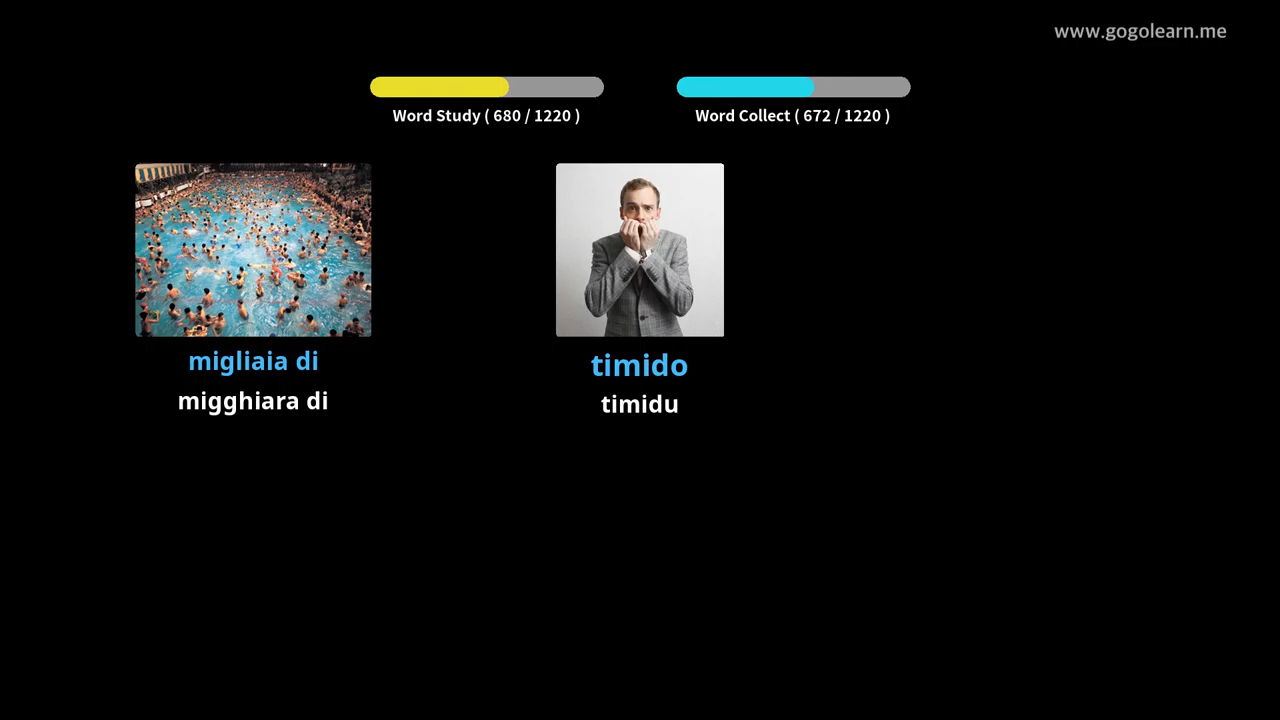 www.gogolearn.me
Word Study ( 680 / 1220 )
Word Collect ( 672 / 1220 )
migliaia di
migghiara di
timido
timidu